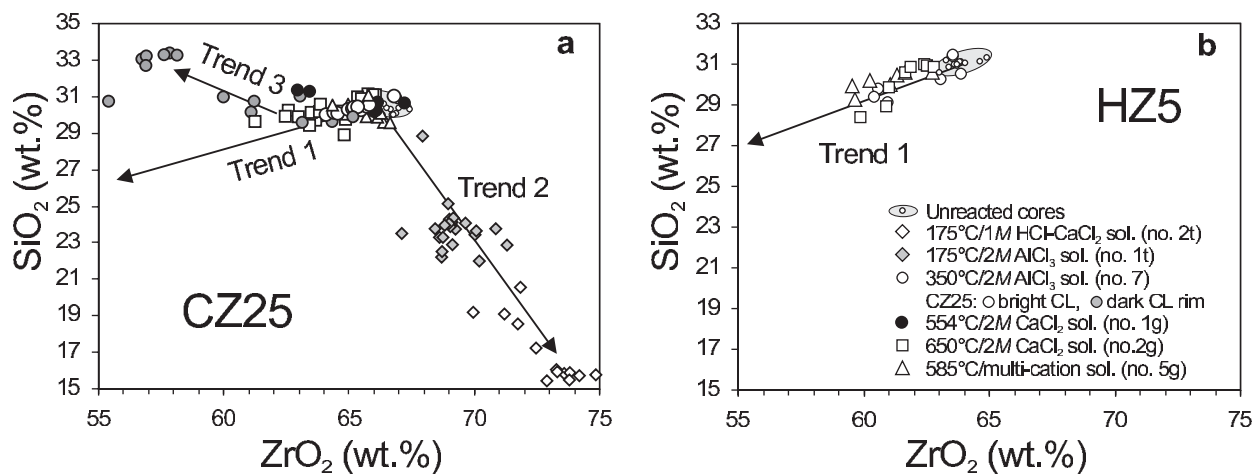 a
SiO2 (wt.%)
35
33
31
29
27
25
23
21
19
17
16
15
Trend 3
Trend 1
Trend 2
CZ25
55 60 65 70 75
ZrO2 (wt.%)
b
SiO2 (wt.%)
35
33
31
29
27
25
23
21
19
17
16
15
HZ5
Trend 1
Unreacted cores
175°C/1M HCl-CaCl2 sol. (no. 2t)
175°C/2M AlCl3 sol. (no. 1t)
350°C/2M AlCl3 sol. (no. 7)
CZ25: bright CL, dark CL rim
554°C/2M CaCl2 sol. (no. 1g)
650°C/2M CaCl2 sol. (no.2g)
585°C/multi-cation sol. (no. 5g)
55 60 65 70 75
ZrO2 (wt.%)